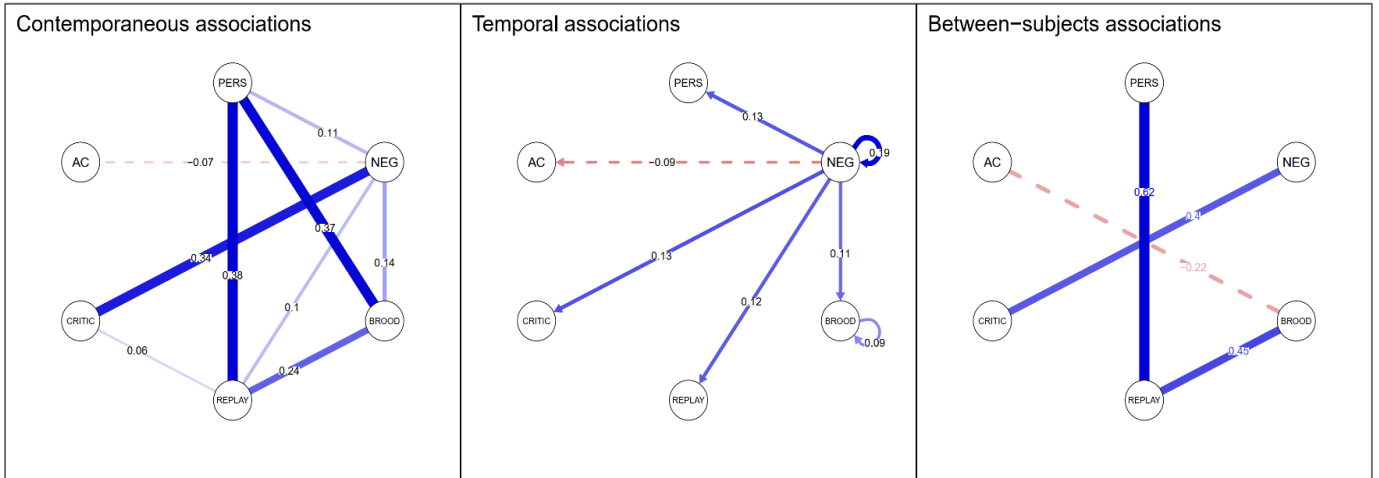 Contemporaneous associations
PERS
0.11
AC
−0.07
NEG
0.37
0.34
0.38
0.14
0.1
CRITIC
BROOD
0.06
0.24
REPLAY
Temporal associations
PERS
0.13
0.19
AC
−0.09
NEG
0.13
0.11
0.12
CRITIC
BROOD
0.09
REPLAY
Between−subjects associations
PERS
AC
NEG
0.62
0.4
−0.22
CRITIC
BROOD
0.45
REPLAY